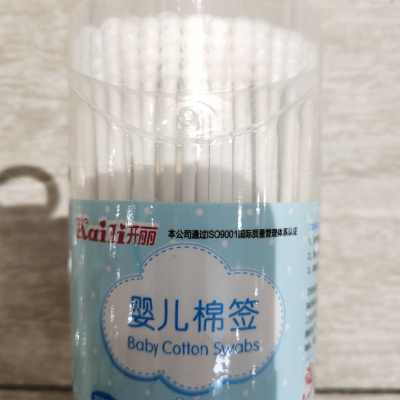 Kaili开丽
本公司通过ISO9001国际质量管理体系认证
婴儿棉签
Baby Cotton Swabs